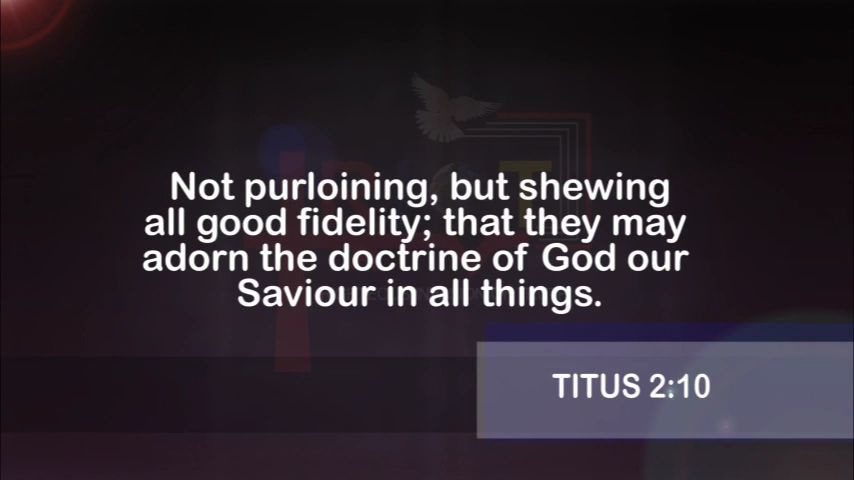 Not purloining, but shewing
all good fidelity; that they may
adorn the doctrine of God our
Saviour in all things.
TITUS 2:10